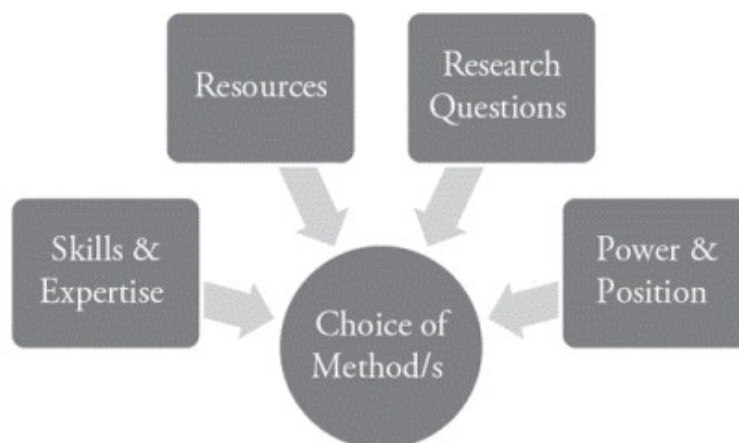 Resources
Research
Questions
Skills &
Expertise
Power &
Position
Choice of
Method/s